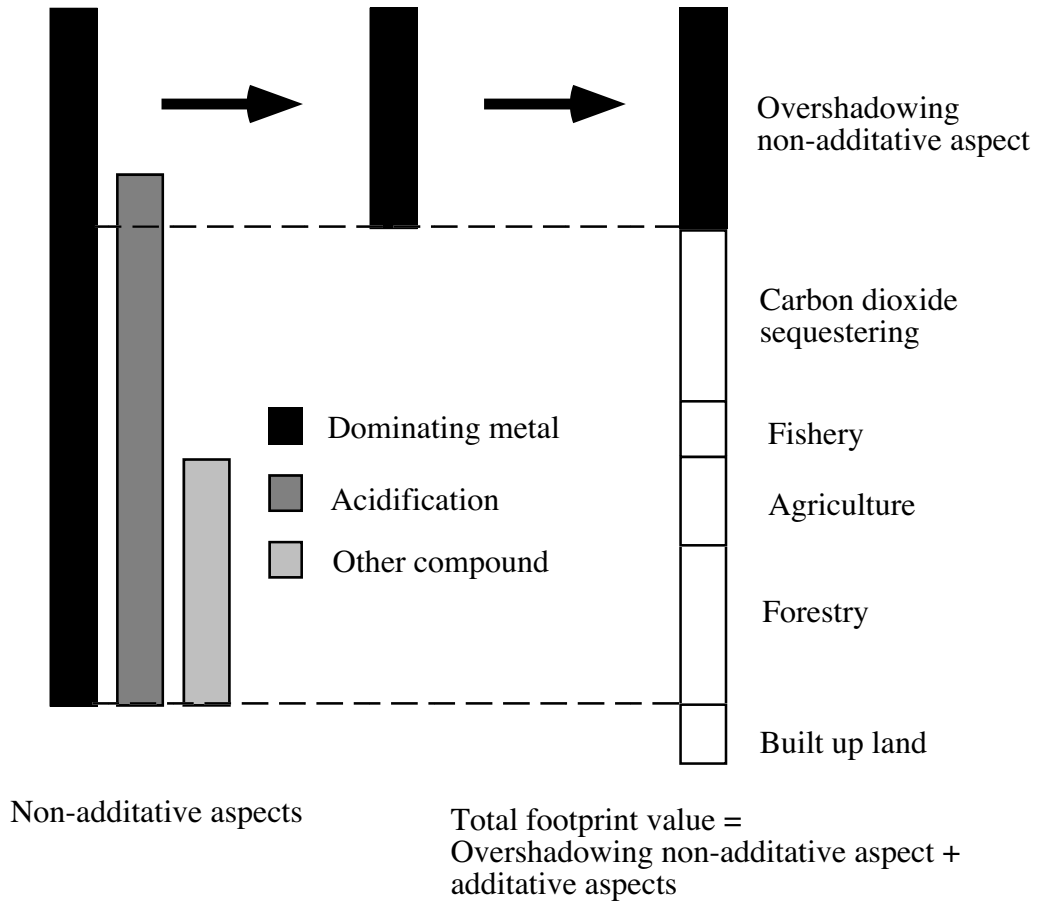 Overshadowing
non-additative aspect
Carbon dioxide
sequestering
Dominating metal
Fishery
Acidification
Agriculture
Other compound
Forestry
Built up land
Non-additative aspects
Total footprint value =
Overshadowing non-additative aspect +
additative aspects